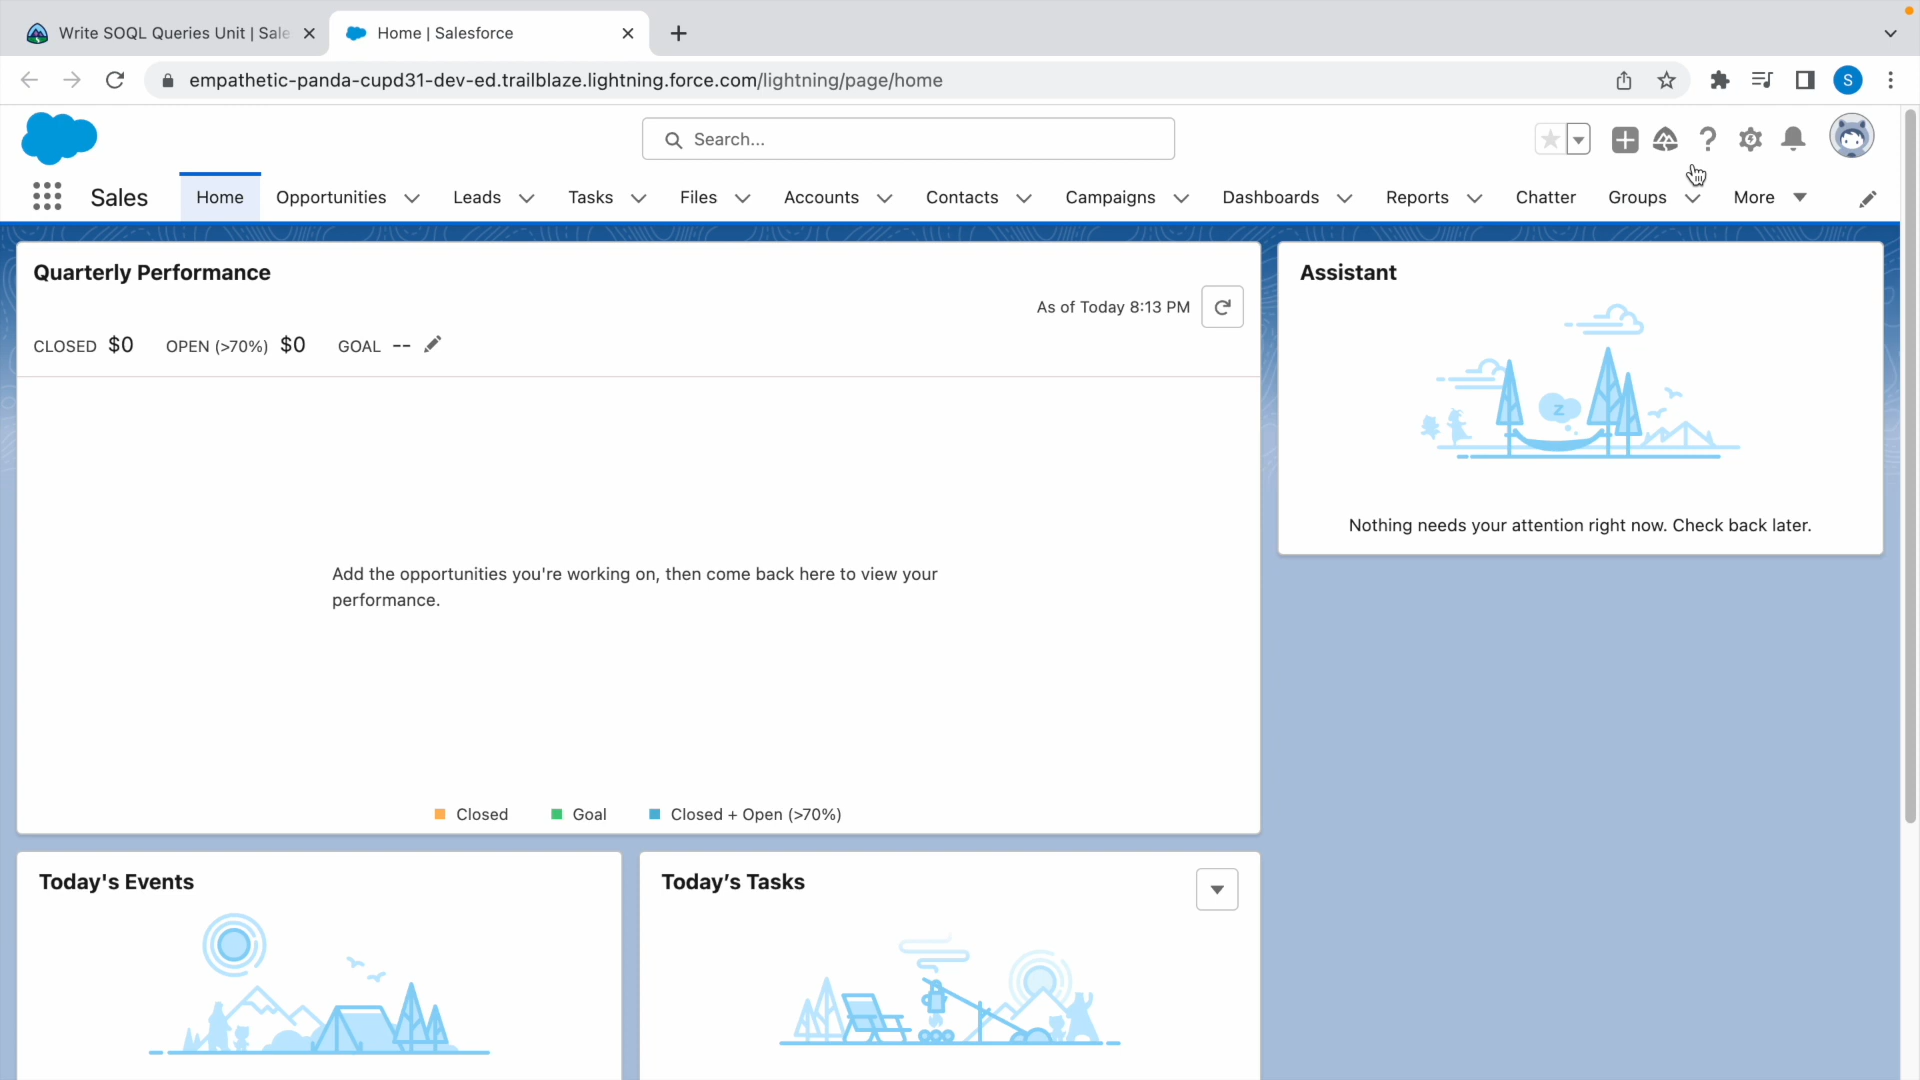 Write SOQL Queries Unit | Sale
Home | Salesforce
empathetic-panda-cupd31-dev-ed.trailblaze.lightning.force.com/lightning/page/home
S
Search...
Sales
Home
Opportunities
Leads
Tasks
Files
Accounts
Contacts
Campaigns
Dashboards
Reports
Chatter
Groups
More
Quarterly Performance
As of Today 8:13 PM
CLOSED $0 OPEN (>70%) $0 GOAL --
Add the opportunities you're working on, then come back here to view your
performance.
Closed
Goal
Closed + Open (>70%)
Assistant
z
Nothing needs your attention right now. Check back later.
Today's Events
Today’s Tasks